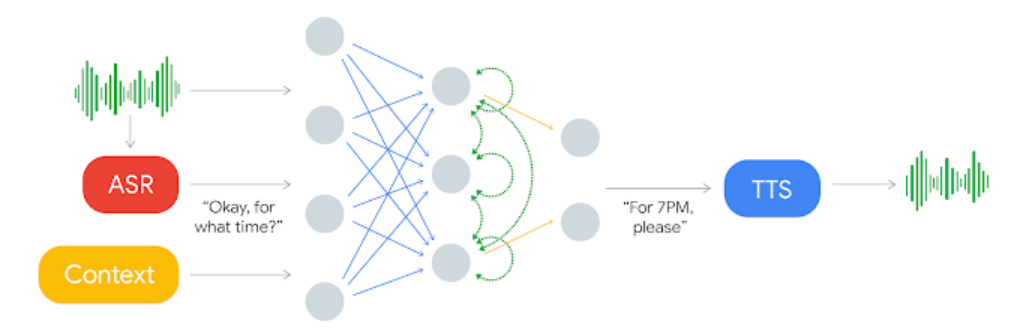 ASR
“Okay, for
what time?”
Context
“For 7PM,
please”
TTS